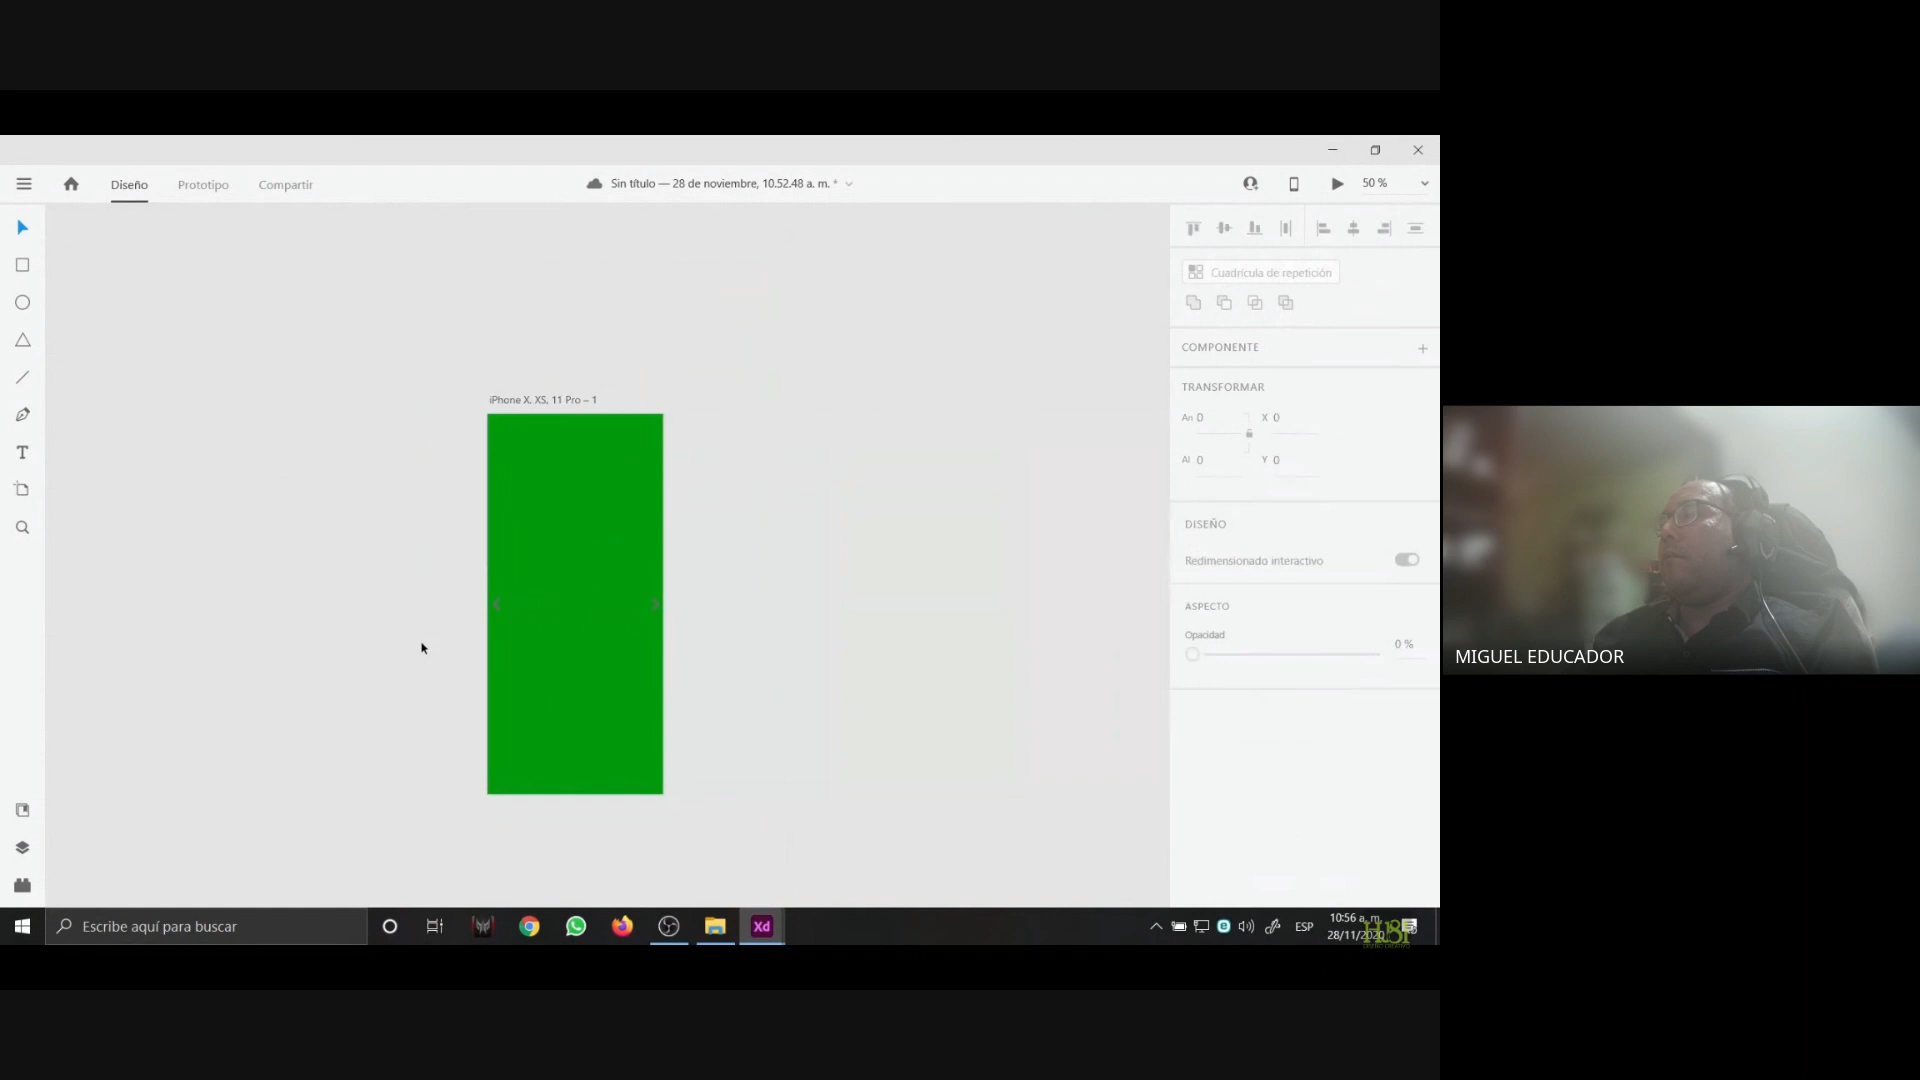 Diseño
Prototipo
Compartir
Sin título — 28 de noviembre, 10.52.48 a. m. *
50 %
Cuadrícula de repetición
COMPONENTE
TRANSFORMAR
An 0
X 0
Al 0
Y 0
DISEÑO
Redimensionado interactivo
ASPECTO
Opacidad
0 %
iPhone X, XS, 11 Pro – 1
T
MIGUEL EDUCADOR
Escribe aquí para buscar
Xd
ESP
10:56 a. m.
28/11/2020